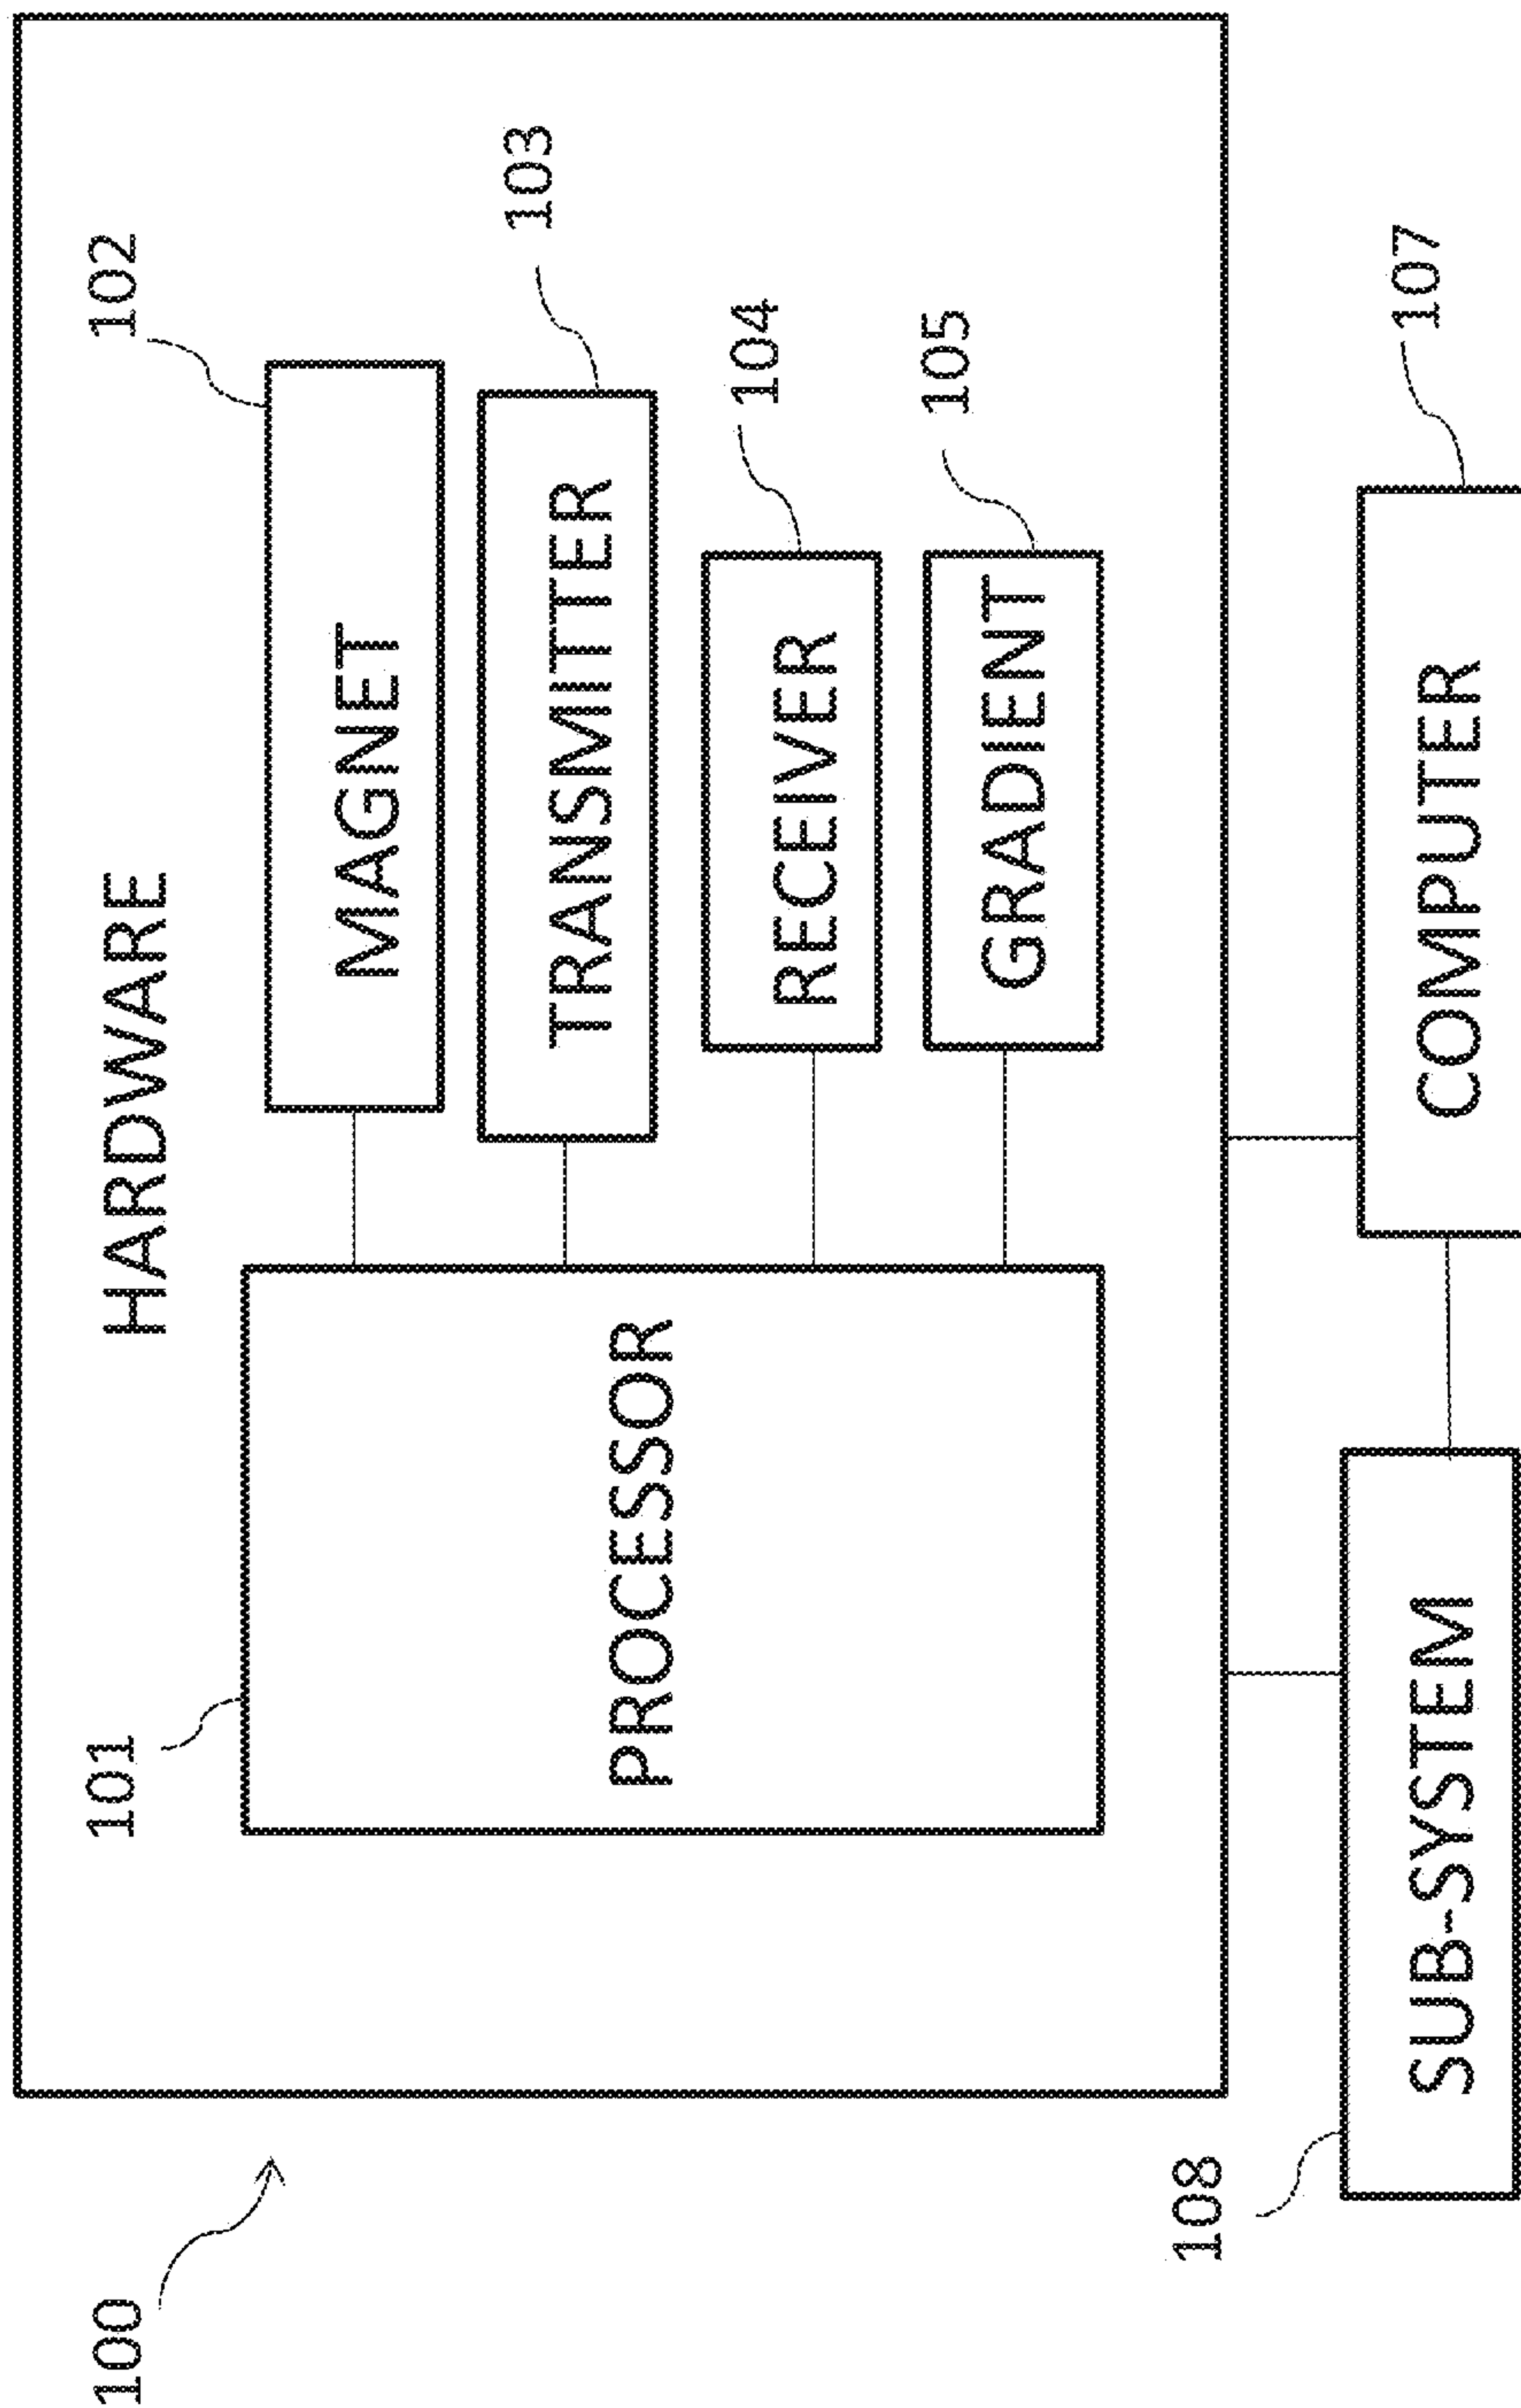 100
HARDWARE
101
102
PROCESSOR
MAGNET
TRANSMITTER
103
RECEIVER
104
GRADIENT
105
108
SUB-SYSTEM
COMPUTER
107